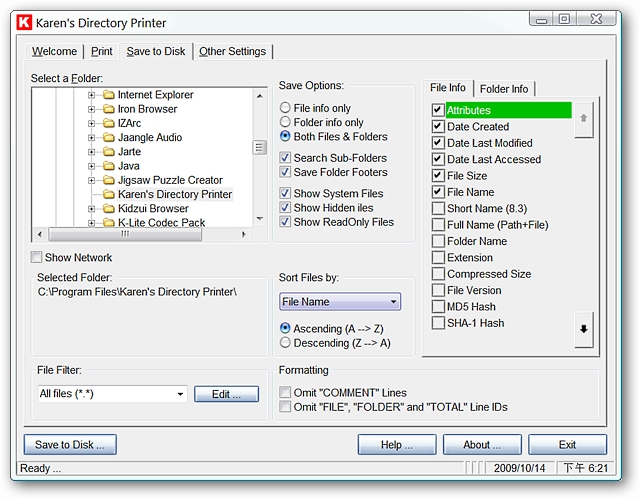 K Karen's Directory Printer
Welcome Print Save to Disk Other Settings
Select a Folder:
Internet Explorer
Iron Browser
IZArc
Jaangle Audio
Jarte
Java
Jigsaw Puzzle Creator
Karen's Directory Printer
Kidzui Browser
K-Lite Codec Pack
Show Network
Selected Folder:
C:\Program Files\Karen's Directory Printer\
File Filter:
All files (*.*)
Edit ...
Save Options:
File info only
Folder info only
Both Files & Folders
Search Sub-Folders
Save Folder Footers
Show System Files
Show Hidden iles
Show ReadOnly Files
Sort Files by:
File Name
Ascending (A --> Z)
Descending (Z --> A)
Formatting
Omit "COMMENT" Lines
Omit "FILE", "FOLDER" and "TOTAL" Line IDs
File Info Folder Info
Attributes
Date Created
Date Last Modified
Date Last Accessed
File Size
File Name
Short Name (8.3)
Full Name (Path+File)
Folder Name
Extension
Compressed Size
File Version
MD5 Hash
SHA-1 Hash
Save to Disk ... Help ... About ... Exit
Ready ... 2009/10/14 下午 6:21